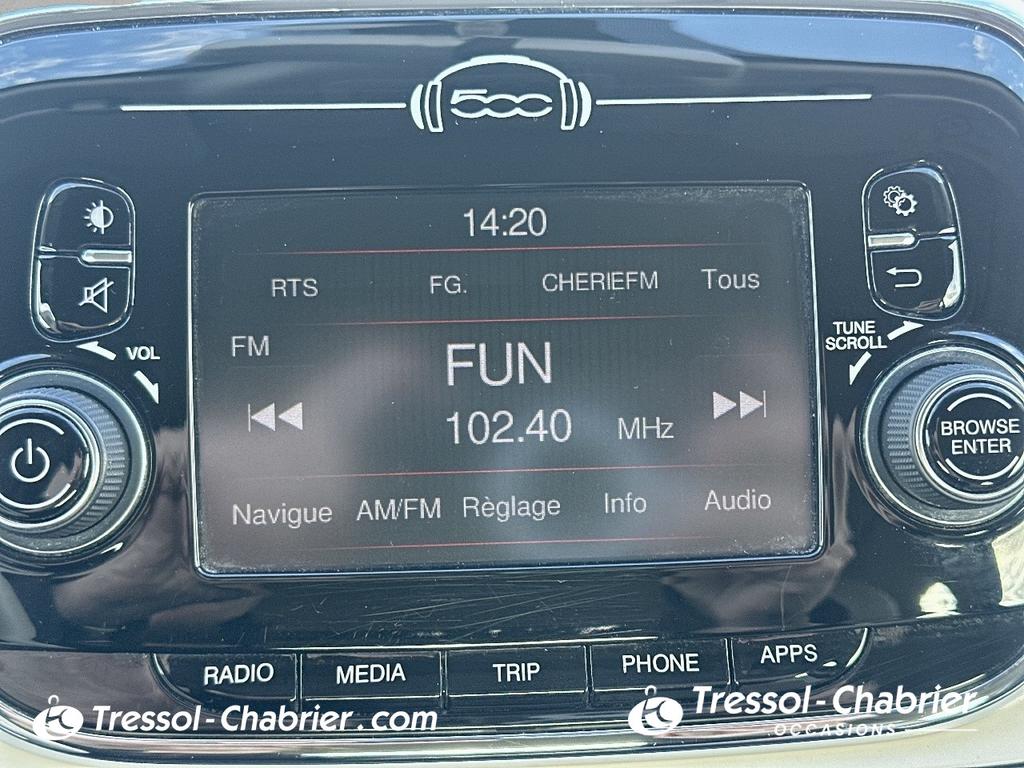 500
14:20
RTS FG. CHERIEFM Tous
FM
FUN
102.40 MHz
Navigue AM/FM Règlage Info Audio
VOL
TUNE
SCROLL
BROWSE
ENTER
RADIO MEDIA TRIP PHONE APPS
Tressol-Chabrier.com
Tressol-Chabrier
OCCASIONS